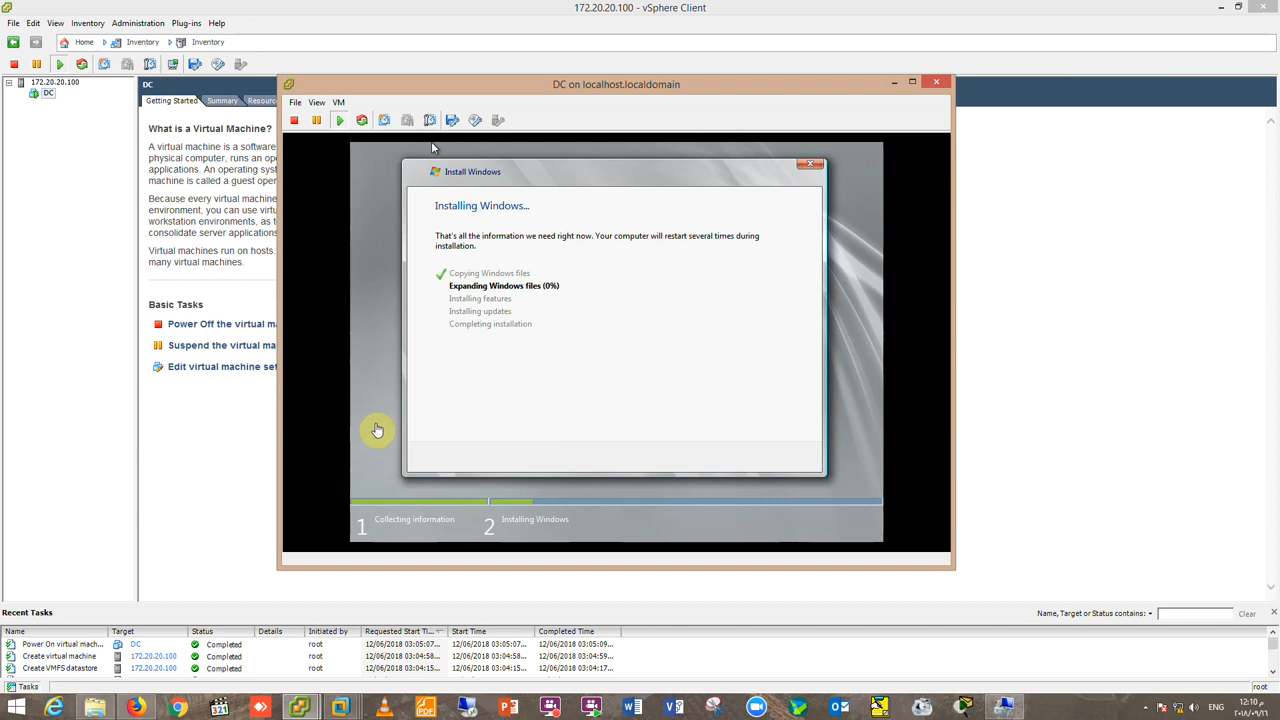 172.20.20.100 - vSphere Client
File Edit View Inventory Administration Plug-ins Help
Home Inventory Inventory
172.20.20.100
DC
DC
Getting Started Summary Resourc
What is a Virtual Machine?
A virtual machine is a software
physical computer, runs an op
applications. An operating sys
machine is called a guest oper
Because every virtual machine
environment, you can use virtu
workstation environments, as te
consolidate server applications
Virtual machines run on hosts.
many virtual machines.
Basic Tasks
Power Off the virtual ma
Suspend the virtual ma
Edit virtual machine set
DC on localhost.localdomain
File View VM
Install Windows
Installing Windows...
That's all the information we need right now. Your computer will restart several times during
installation.
Copying Windows files
Expanding Windows files (0%)
Installing features
Installing updates
Completing installation
1 Collecting information 2 Installing Windows
Recent Tasks
Name, Target or Status contains: Clear
Name Target Status Details Initiated by Requested Start Ti... Start Time Completed Time
Power On virtual mach... DC Completed root 12/06/2018 03:05:07... 12/06/2018 03:05:07... 12/06/2018 03:05:09...
Create virtual machine 172.20.20.100 Completed root 12/06/2018 03:04:58... 12/06/2018 03:04:58... 12/06/2018 03:04:58...
Create VMFS datastore 172.20.20.100 Completed root 12/06/2018 03:04:15... 12/06/2018 03:04:15... 12/06/2018 03:04:17...
Tasks root
321
PDF
ENG
12:10 م